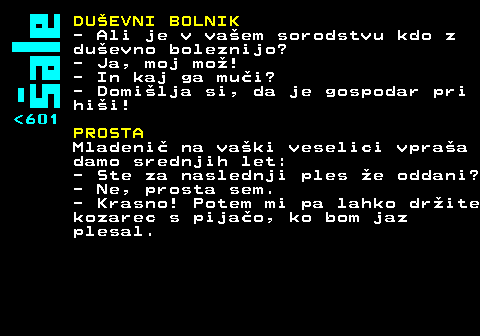 šale
<601
DUŠEVNI BOLNIK
- Ali je v vašem sorodstvu kdo z
duševno boleznijo?
- Ja, moj mož!
- In kaj ga muči?
- Domišlja si, da je gospodar pri
hiši!
PROSTA
Mladenič na vaški veselici vpraša
damo srednjih let:
- Ste za naslednji ples že oddani?
- Ne, prosta sem.
- Krasno! Potem mi pa lahko držite
kozarec s pijačo, ko bom jaz
plesal.